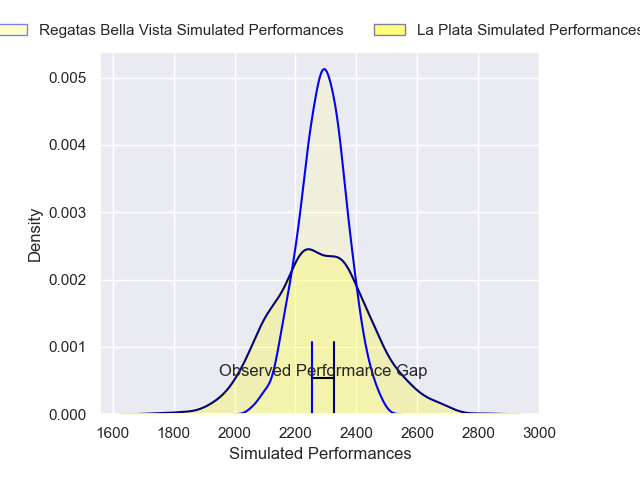 Regatas Bella Vista Simulated Performances
La Plata Simulated Performances
0.005
0.004
0.003
0.002
0.001
0.000
Density
Observed Performance Gap
1600 1800 2000 2200 2400 2600 2800 3000
Simulated Performances